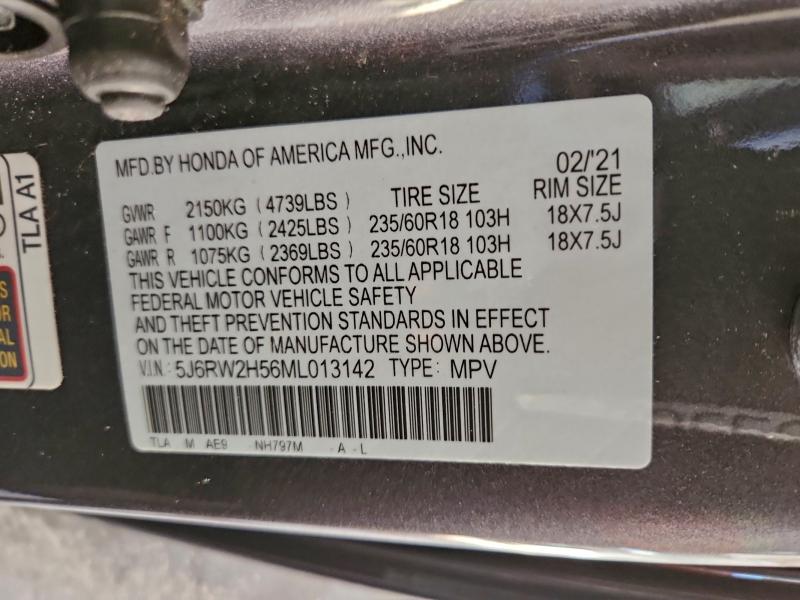 MFD.BY HONDA OF AMERICA MFG.,INC. 02/'21
GVWR 2150KG (4739LBS) TIRE SIZE RIM SIZE
GAWR F 1100KG (2425LBS) 235/60R18 103H 18X7.5J
GAWR R 1075KG (2369LBS) 235/60R18 103H 18X7.5J
THIS VEHICLE CONFORMS TO ALL APPLICABLE
FEDERAL MOTOR VEHICLE SAFETY
AND THEFT PREVENTION STANDARDS IN EFFECT
ON THE DATE OF MANUFACTURE SHOWN ABOVE.
V.I.N.: 5J6RW2H56ML013142 TYPE: MPV
TLA M AE9 NH797M A - L
TLA A1